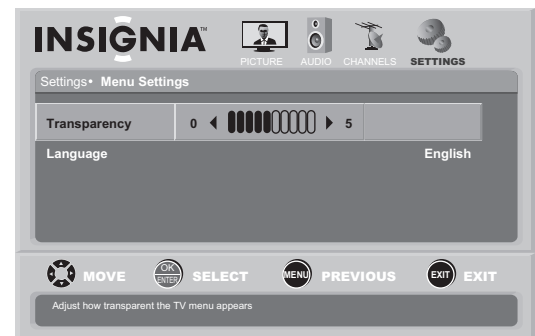 INSIGNIA™
PICTURE AUDIO CHANNELS SETTINGS
Settings• Menu Settings
Transparency 0 5
Language English
OK ENTER MENU EXIT
MOVE SELECT PREVIOUS EXIT
Adjust how transparent the TV menu appears